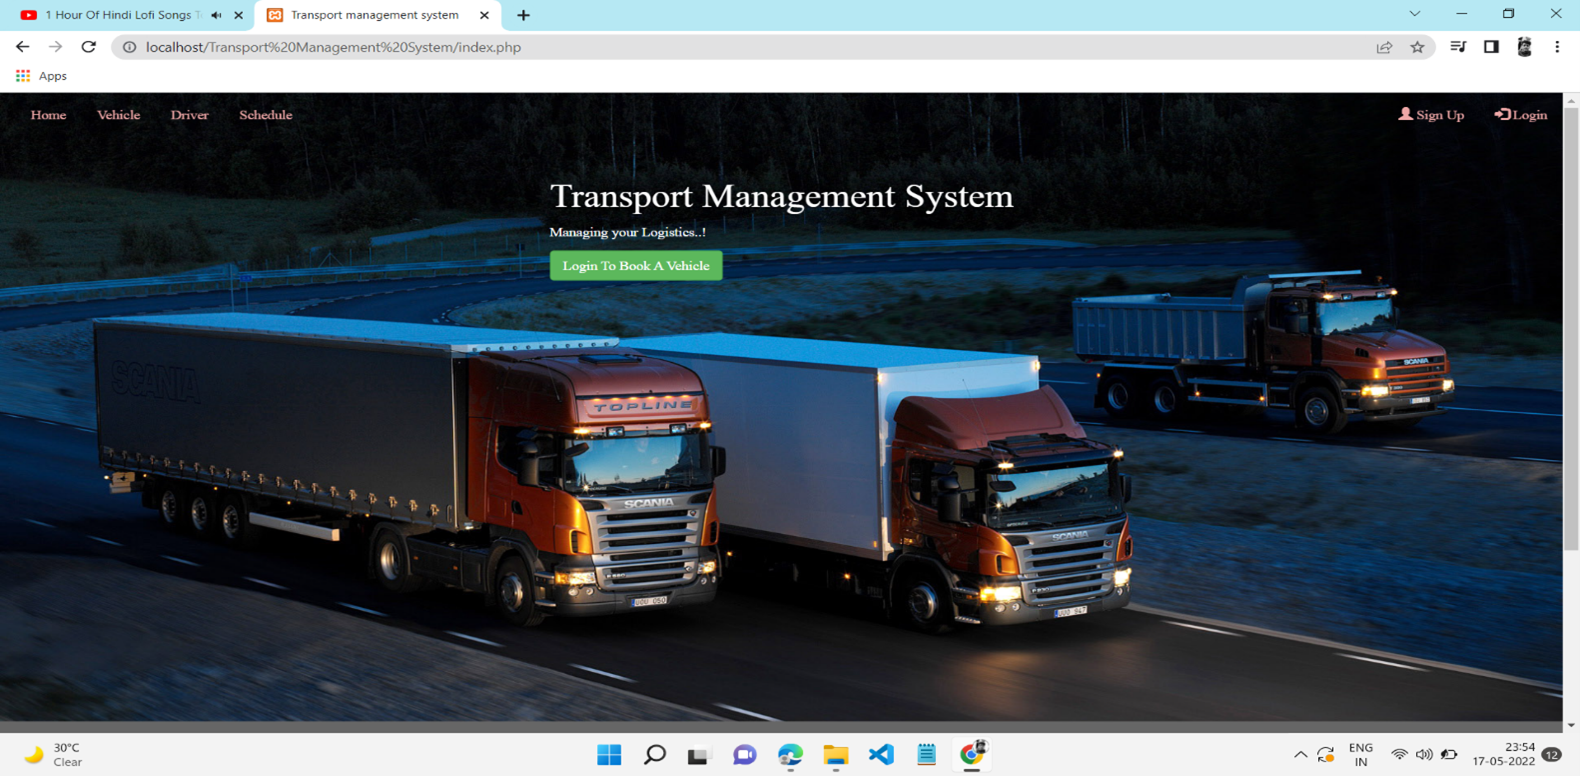 1 Hour Of Hindi Lofi Songs
Transport management system
localhost/Transport%20Management%20System/index.php
Apps
Home Vehicle Driver Schedule Sign Up Login
Transport Management System
Managing your Logistics..!
Login To Book A Vehicle
SCANIA
TOPLINE
SCANIA
SCANIA
SCANIA
30°C
Clear
ENG
IN
23:54
17-05-2022
12